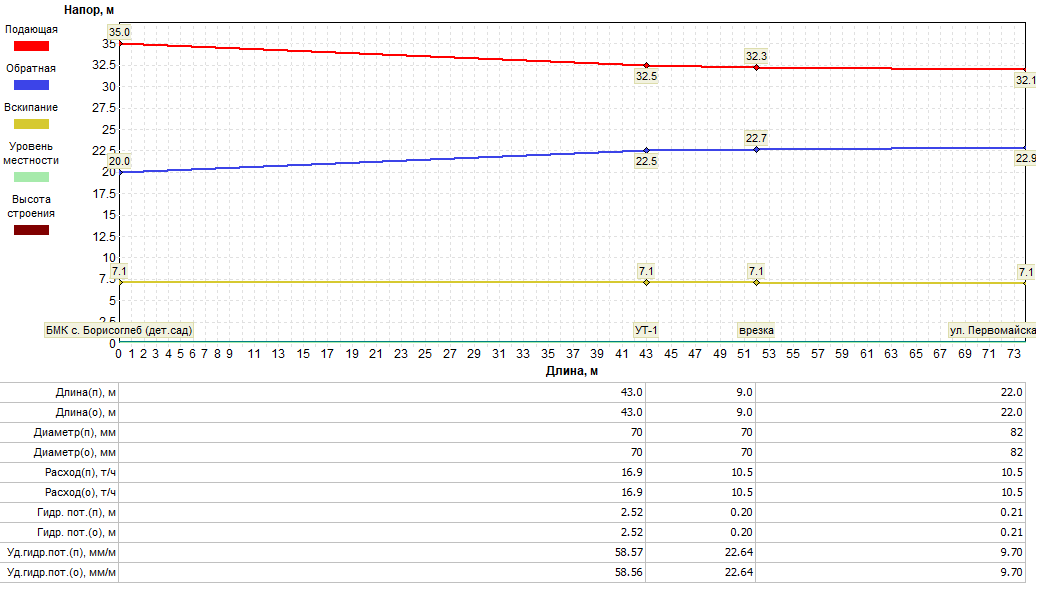 Напор, м
Подающая
Обратная
Вскипание
Уровень
местности
Высота
строения
35.0
35
32.5
30
27.5
25
22.5
20
17.5
15
12.5
10
7.5
5
2.5
0
32.5
32.3
32.1
20.0
22.5
22.7
22.9
7.1
7.1
7.1
7.1
БМК с. Борисоглеб (дет.сад)
УТ-1
врезка
ул. Первомайска
0 1 2 3 4 5 6 7 8 9 11 13 15 17 19 21 23 25 27 29 31 33 35 37 39 41 43 45 47 49 51 53 55 57 59 61 63 65 67 69 71 73
Длина, м
Длина(п), м 43.0 9.0 22.0
Длина(о), м 43.0 9.0 22.0
Диаметр(п), мм 70 70 82
Диаметр(о), мм 70 70 82
Расход(п), т/ч 16.9 10.5 10.5
Расход(о), т/ч 16.9 10.5 10.5
Гидр. пот.(п), м 2.52 0.20 0.21
Гидр. пот.(о), м 2.52 0.20 0.21
Уд.гидр.пот.(п), мм/м 58.57 22.64 9.70
Уд.гидр.пот.(о), мм/м 58.56 22.64 9.70